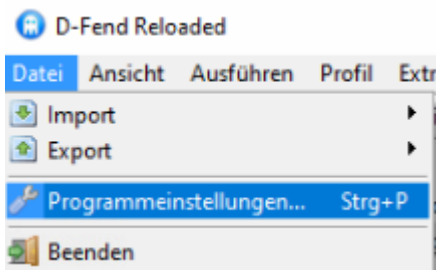 D-Fend Reloaded
Datei Ansicht Ausführen Profil Extr
Import
Export
Programmeinstellungen... Strg+P
Beenden